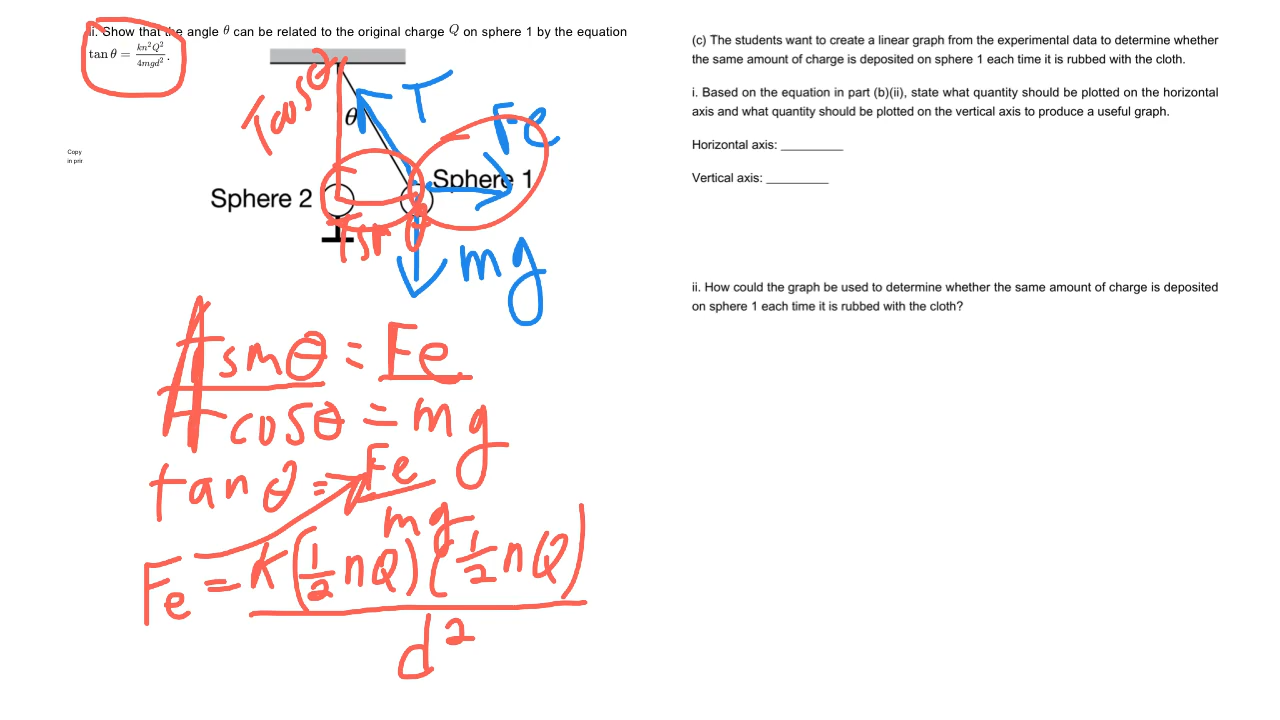 ii. Show that the angle θ can be related to the original charge Q on sphere 1 by the equation
tan θ = kn²Q² / 4mgd² .
Copy
in pri
Tcosθ
θ
T
Fe
Sphere 1
Sphere 2
mg
sinθ = Fe
cosθ = mg
tanθ = Fe / mg
Fe = K(½nQ)(½nQ) / d²
(c) The students want to create a linear graph from the experimental data to determine whether
the same amount of charge is deposited on sphere 1 each time it is rubbed with the cloth.
i. Based on the equation in part (b)(ii), state what quantity should be plotted on the horizontal
axis and what quantity should be plotted on the vertical axis to produce a useful graph.
Horizontal axis: _________
Vertical axis: _________
ii. How could the graph be used to determine whether the same amount of charge is deposited
on sphere 1 each time it is rubbed with the cloth?